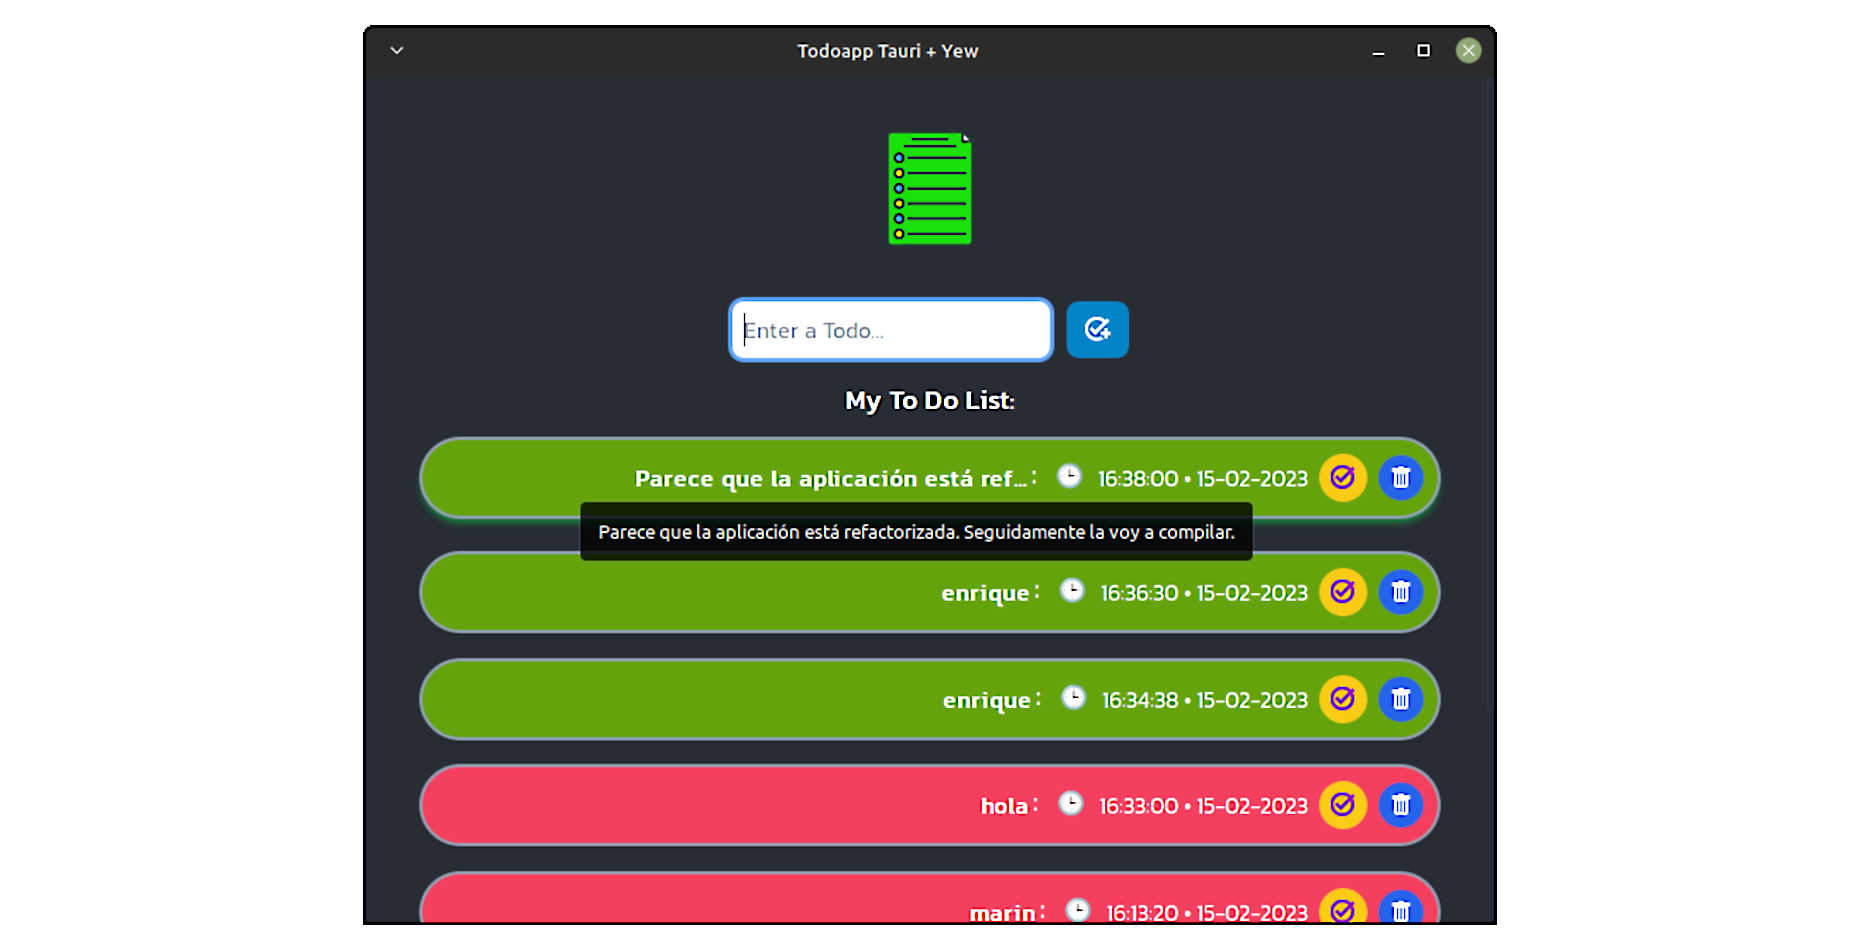 Todoapp Tauri + Yew
Enter a Todo...
My To Do List:
Parece que la aplicación está ref...: 16:38:00 • 15-02-2023
Parece que la aplicación está refactorizada. Seguidamente la voy a compilar.
enrique: 16:36:30 • 15-02-2023
enrique: 16:34:38 • 15-02-2023
hola: 16:33:00 • 15-02-2023
marin: 16:13:20 • 15-02-2023